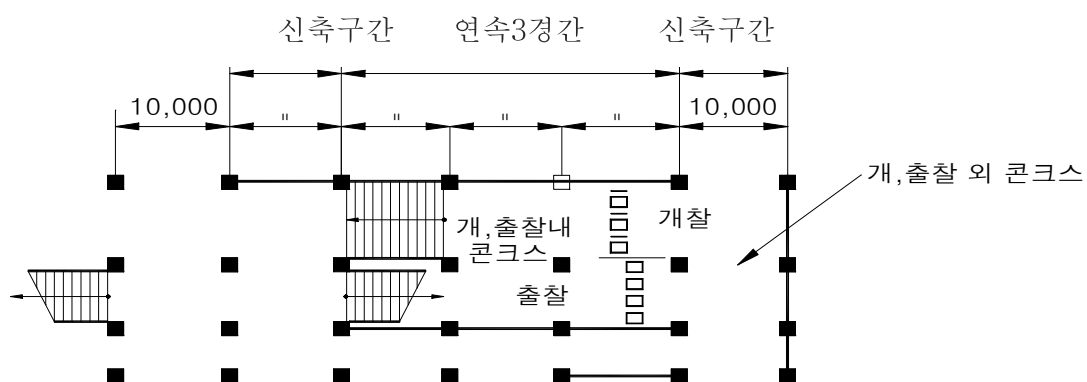 신축구간 연속3경간 신축구간
10,000 " " " " 10,000
개,출찰 외 콘크스
개,출찰내 개찰
콘크스
출찰